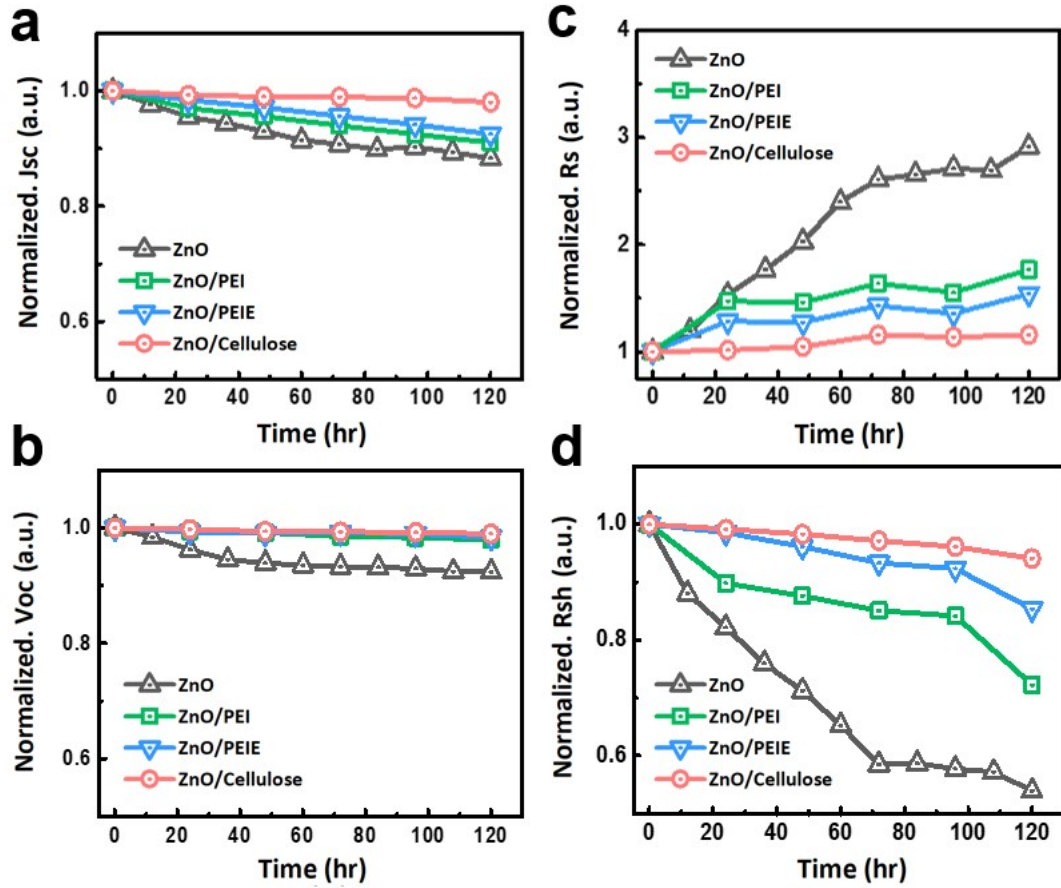 a
Normalized. Jsc (a.u.)
1.0
0.8
0.6
ZnO
ZnO/PEI
ZnO/PEIE
ZnO/Cellulose
0 20 40 60 80 100 120
Time (hr)
b
Normalized. Voc (a.u.)
1.0
0.8
0.6
ZnO
ZnO/PEI
ZnO/PEIE
ZnO/Cellulose
0 20 40 60 80 100 120
Time (hr)
c
Normalized. Rs (a.u.)
4
3
2
1
ZnO
ZnO/PEI
ZnO/PEIE
ZnO/Cellulose
0 20 40 60 80 100 120
Time (hr)
d
Normalized. Rsh (a.u.)
1.0
0.8
0.6
ZnO
ZnO/PEI
ZnO/PEIE
ZnO/Cellulose
0 20 40 60 80 100 120
Time (hr)